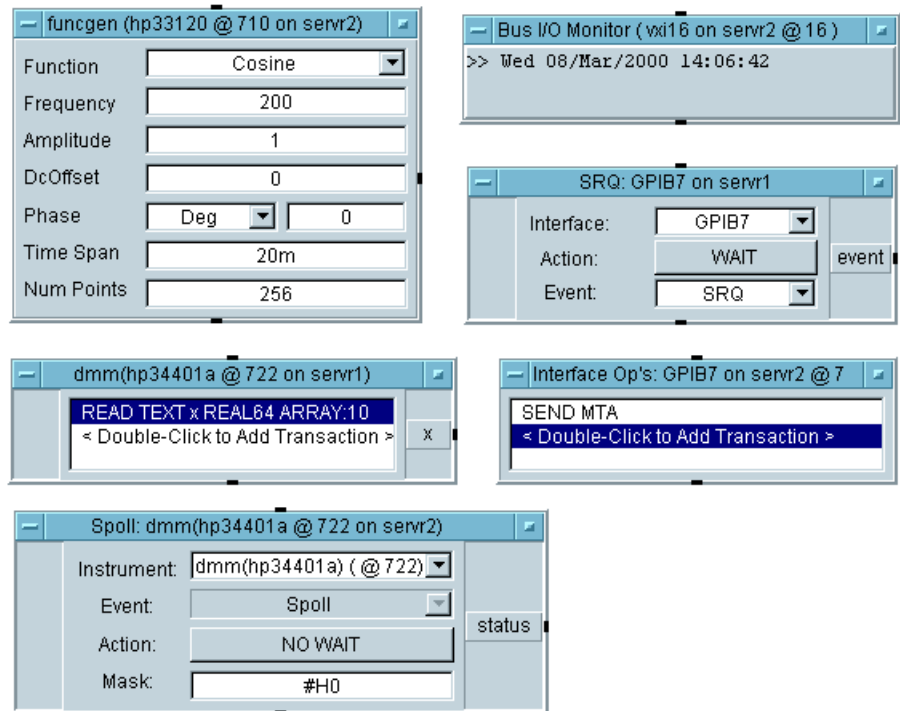 funcgen (hp33120 @ 710 on servr2)
Function Cosine
Frequency 200
Amplitude 1
DcOffset 0
Phase Deg 0
Time Span 20m
Num Points 256
Bus I/O Monitor ( vxi16 on servr2 @ 16 )
>> Wed 08/Mar/2000 14:06:42
SRQ: GPIB7 on servr1
Interface: GPIB7
Action: WAIT event
Event: SRQ
dmm(hp34401a @ 722 on servr1)
READ TEXT x REAL64 ARRAY:10
< Double-Click to Add Transaction > x
Interface Op's: GPIB7 on servr2 @ 7
SEND MTA
< Double-Click to Add Transaction >
Spoll: dmm(hp34401a @ 722 on servr2)
Instrument: dmm(hp34401a) ( @ 722)
Event: Spoll
status
Action: NO WAIT
Mask: #H0